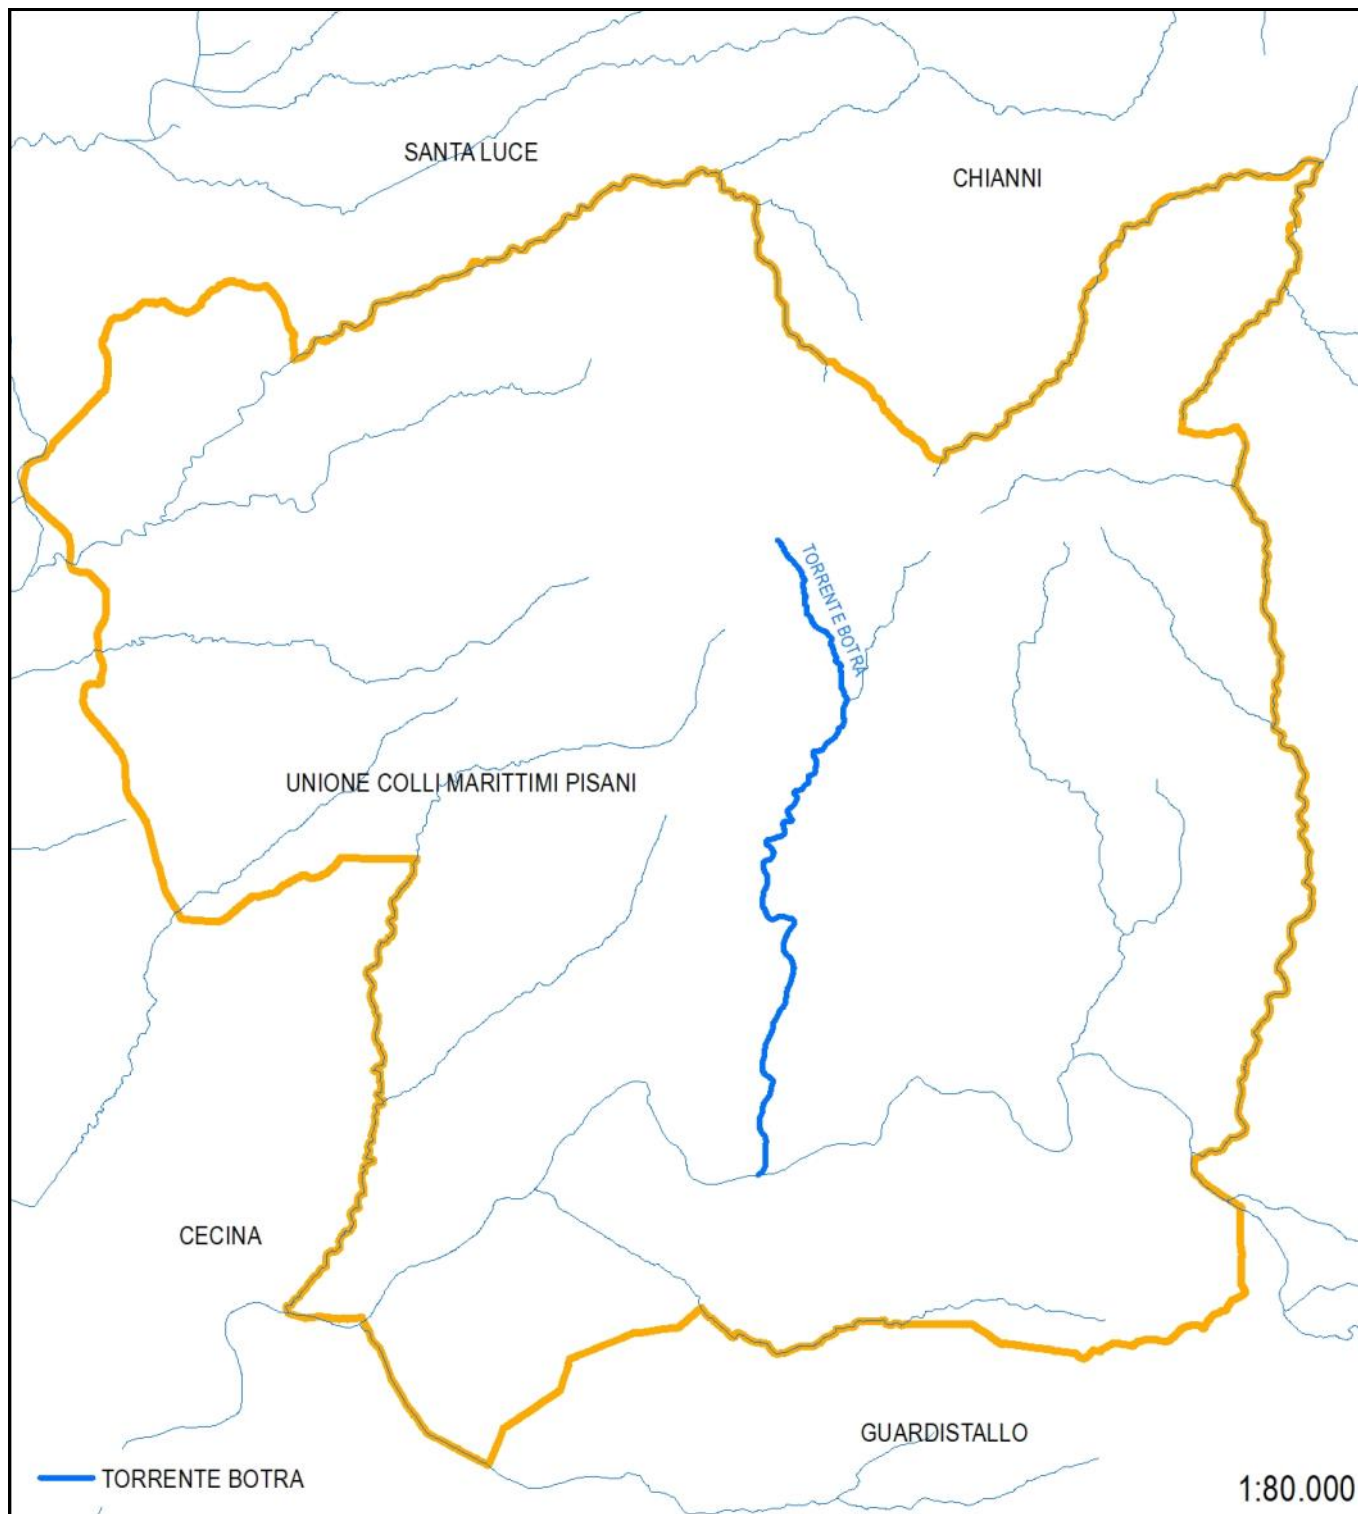 SANTA LUCE
CHIANNI
TORRENTE BOTRA
UNIONE COLLI MARITTIMI PISANI
CECINA
GUARDISTALLO
TORRENTE BOTRA
1:80.000